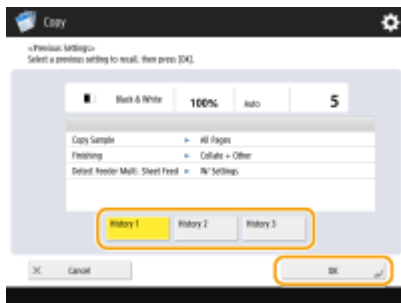 Copy
<Previous Settings>
Select a previous setting to recall, then press [OK].
Black & White 100% Auto 5
Copy Sample ▸ All Pages
Finishing ▸ Collate + Other
Detect Feeder Multi. Sheet Feed ▸ W/ Settings
History 1 History 2 History 3
× Cancel OK